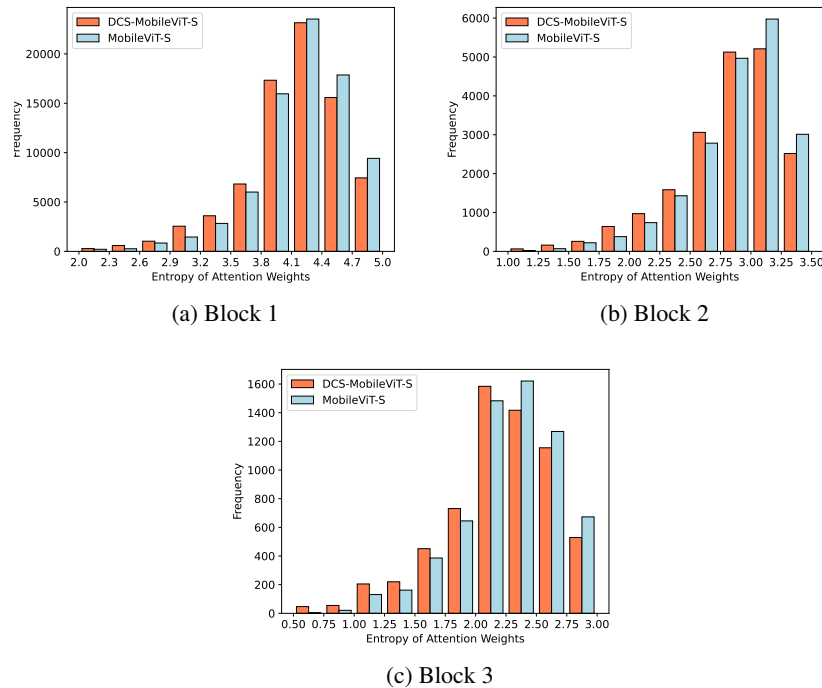 DCS-MobileViT-S
MobileViT-S
Frequency
20000
15000
10000
5000
0
2.0 2.3 2.6 2.9 3.2 3.5 3.8 4.1 4.4 4.7 5.0
Entropy of Attention Weights
(a) Block 1
DCS-MobileViT-S
MobileViT-S
Frequency
6000
5000
4000
3000
2000
1000
0
1.00 1.25 1.50 1.75 2.00 2.25 2.50 2.75 3.00 3.25 3.50
Entropy of Attention Weights
(b) Block 2
DCS-MobileViT-S
MobileViT-S
Frequency
1600
1400
1200
1000
800
600
400
200
0
0.50 0.75 1.00 1.25 1.50 1.75 2.00 2.25 2.50 2.75 3.00
Entropy of Attention Weights
(c) Block 3